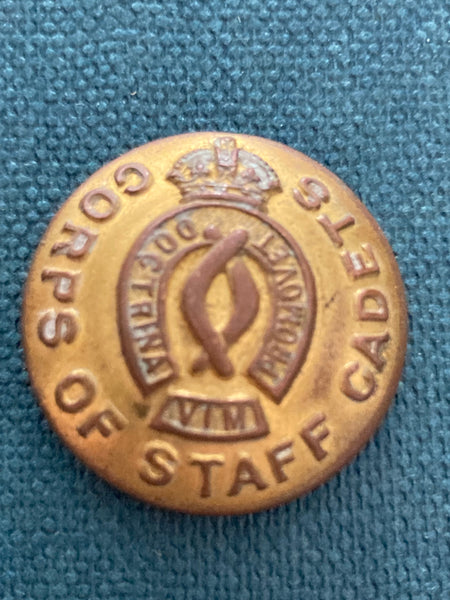 CORPS OF STAFF CADETS
DOCTRINA
VIM
PROMOVET